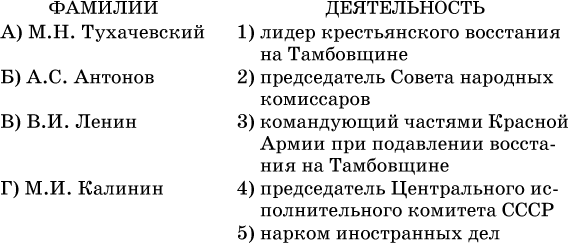 ФАМИЛИИ ДЕЯТЕЛЬНОСТЬ
А) М.Н. Тухачевский 1) лидер крестьянского восстания
на Тамбовщине
Б) А.С. Антонов 2) председатель Совета народных
комиссаров
В) В.И. Ленин 3) командующий частями Красной
Армии при подавлении восста-
ния на Тамбовщине
Г) М.И. Калинин 4) председатель Центрального ис-
полнительного комитета СССР
5) нарком иностранных дел